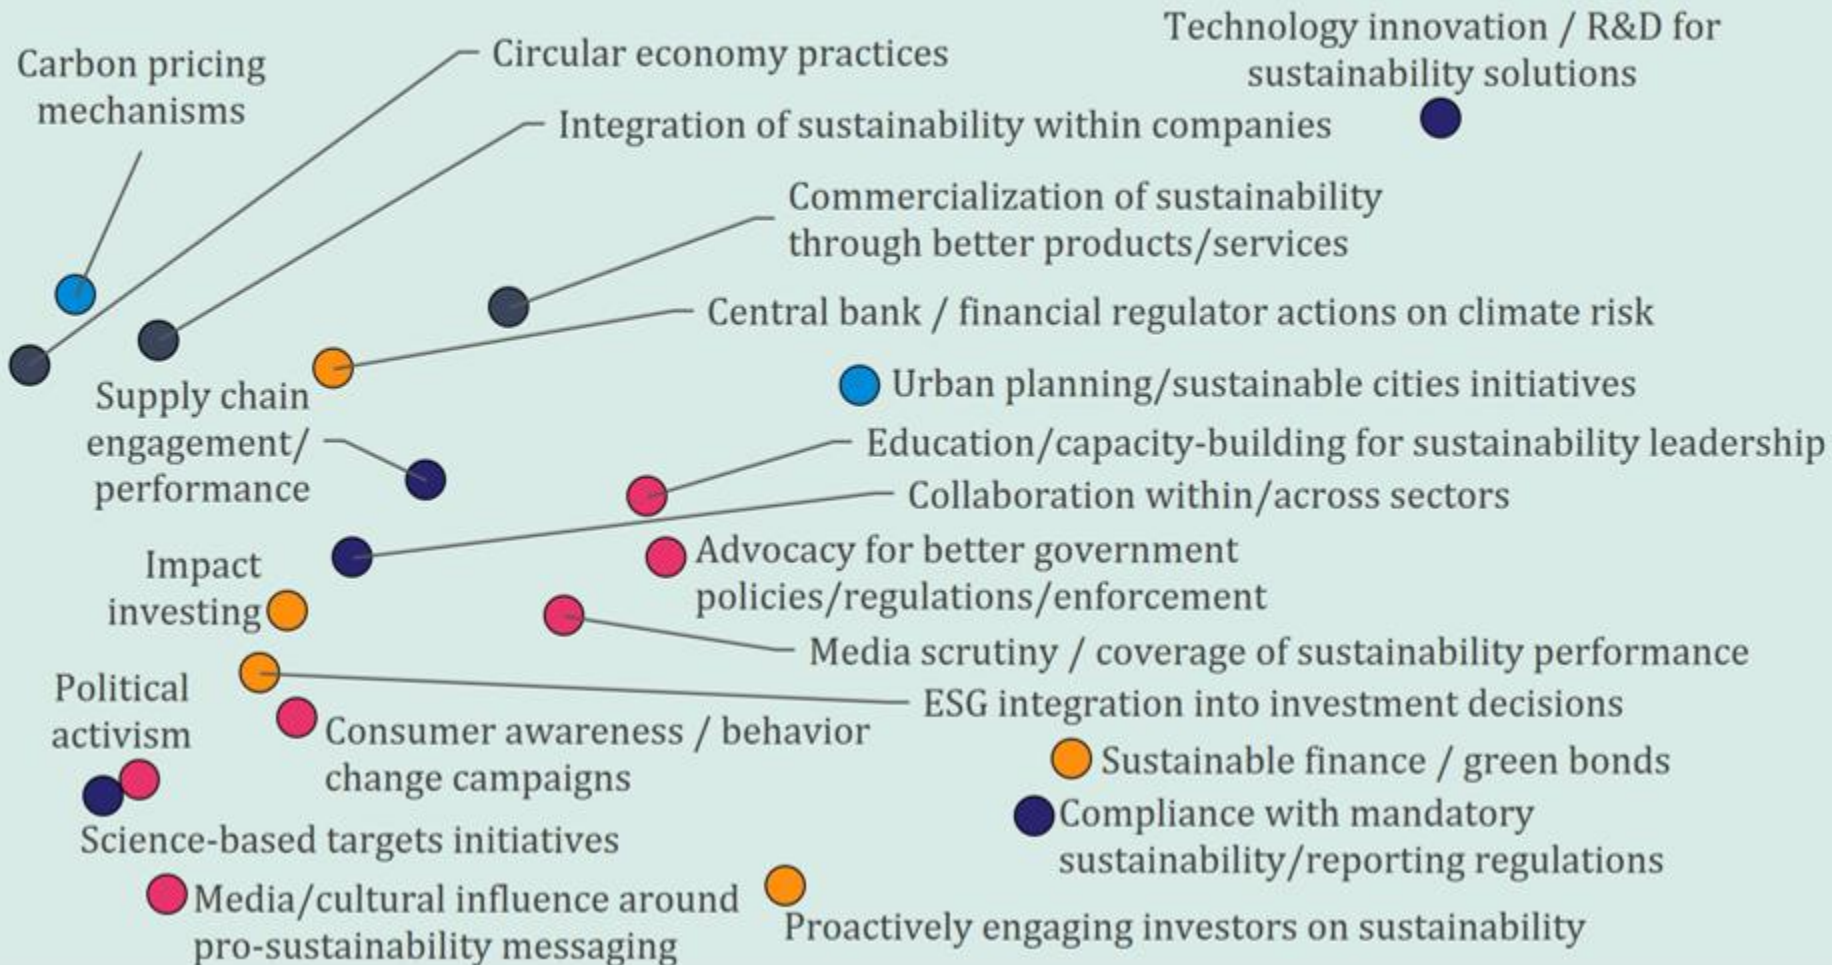 Technology innovation / R&D for
sustainability solutions
Carbon pricing
mechanisms
Circular economy practices
Integration of sustainability within companies
Commercialization of sustainability
through better products/services
Central bank / financial regulator actions on climate risk
Urban planning/sustainable cities initiatives
Supply chain
engagement/
performance
Education/capacity-building for sustainability leadership
Collaboration within/across sectors
Advocacy for better government
policies/regulations/enforcement
Impact
investing
Media scrutiny / coverage of sustainability performance
ESG integration into investment decisions
Political
activism
Consumer awareness / behavior
change campaigns
Sustainable finance / green bonds
Compliance with mandatory
sustainability/reporting regulations
Science-based targets initiatives
Media/cultural influence around
pro-sustainability messaging
Proactively engaging investors on sustainability